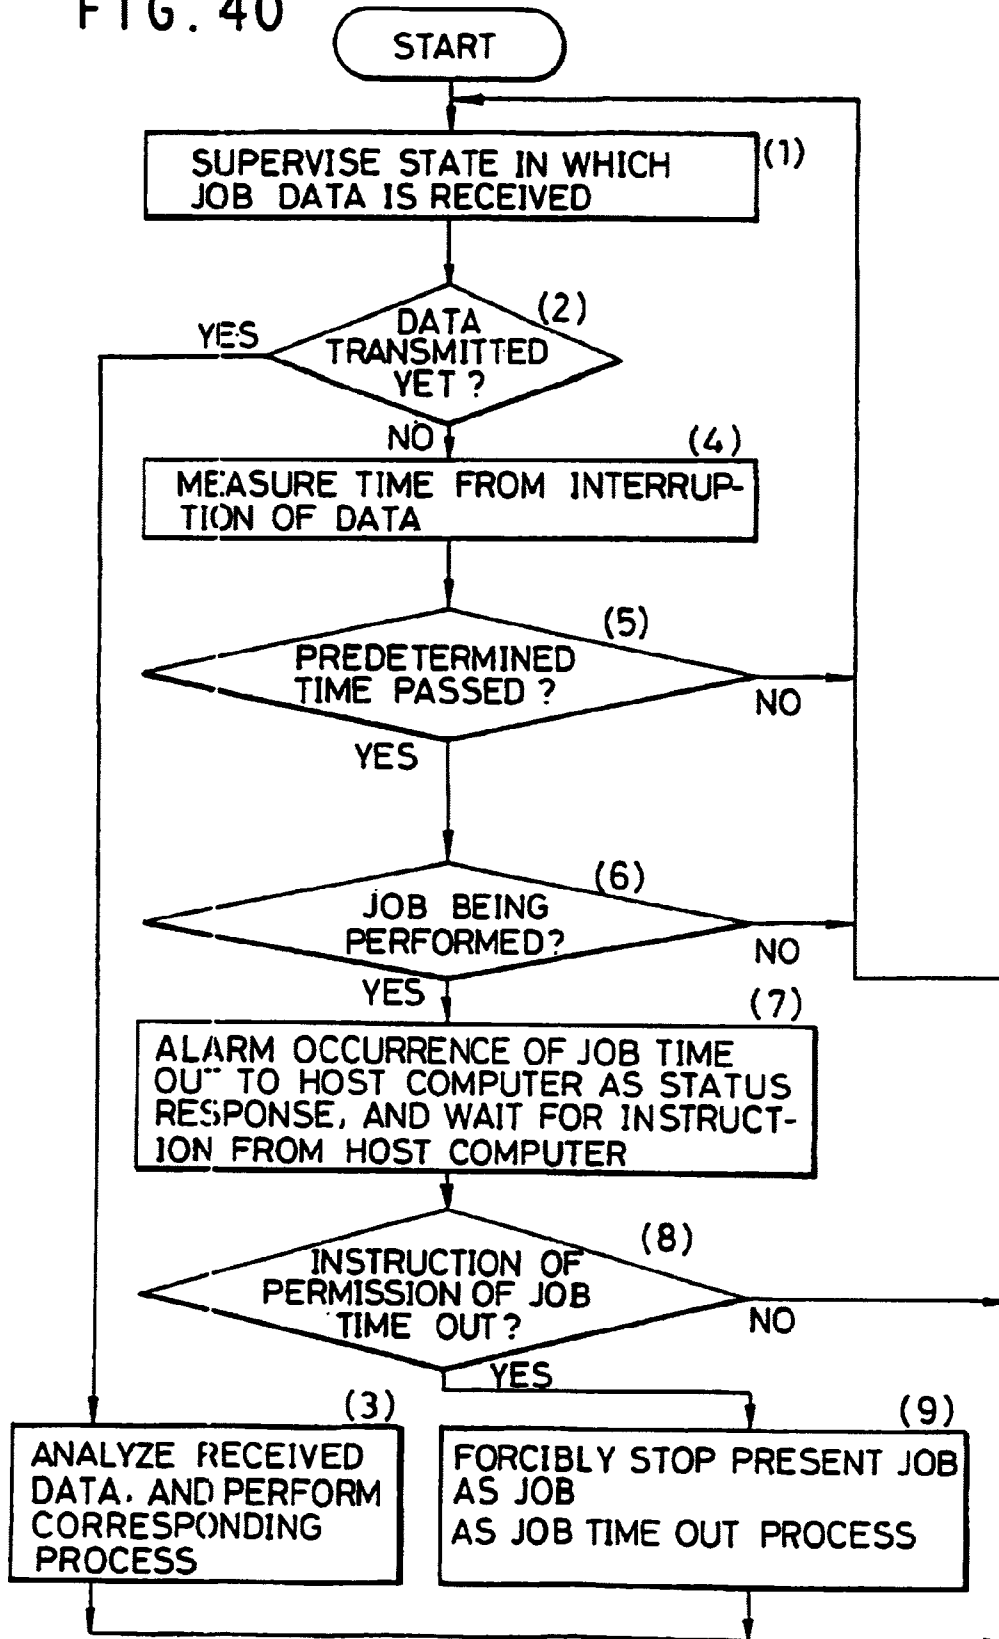 FIG. 40
START
(1)
SUPERVISE STATE IN WHICH
JOB DATA IS RECEIVED
(2)
YES
DATA
TRANSMITTED
YET ?
NO
(4)
MEASURE TIME FROM INTERRUP-
TION OF DATA
(5)
PREDETERMINED
TIME PASSED ?
NO
YES
(6)
JOB BEING
PERFORMED?
NO
YES
(7)
ALARM OCCURRENCE OF JOB TIME
OUT TO HOST COMPUTER AS STATUS
RESPONSE, AND WAIT FOR INSTRUCT-
ION FROM HOST COMPUTER
(8)
INSTRUCTION OF
PERMISSION OF JOB
TIME OUT ?
NO
YES
(3)
ANALYZE RECEIVED
DATA, AND PERFORM
CORRESPONDING
PROCESS
(9)
FORCIBLY STOP PRESENT JOB
AS JOB
AS JOB TIME OUT PROCESS